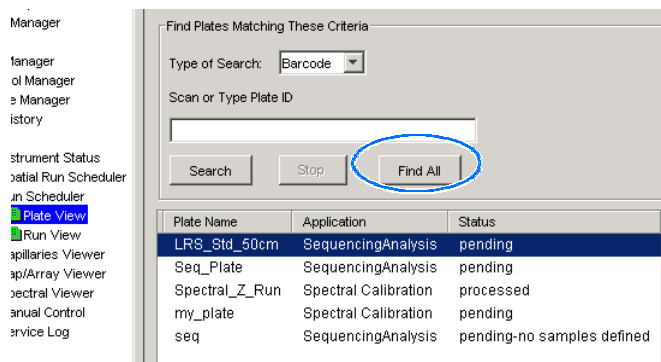 Manager
Manager
ol Manager
e Manager
istory
strument Status
patial Run Scheduler
un Scheduler
Plate View
Run View
apillaries Viewer
ap/Array Viewer
pectral Viewer
anual Control
ervice Log
Find Plates Matching These Criteria
Type of Search: Barcode
Scan or Type Plate ID
Search Stop Find All
Plate Name Application Status
LRS_Std_50cm SequencingAnalysis pending
Seq_Plate SequencingAnalysis pending
Spectral_Z_Run Spectral Calibration processed
my_plate Spectral Calibration pending
seq SequencingAnalysis pending-no samples defined